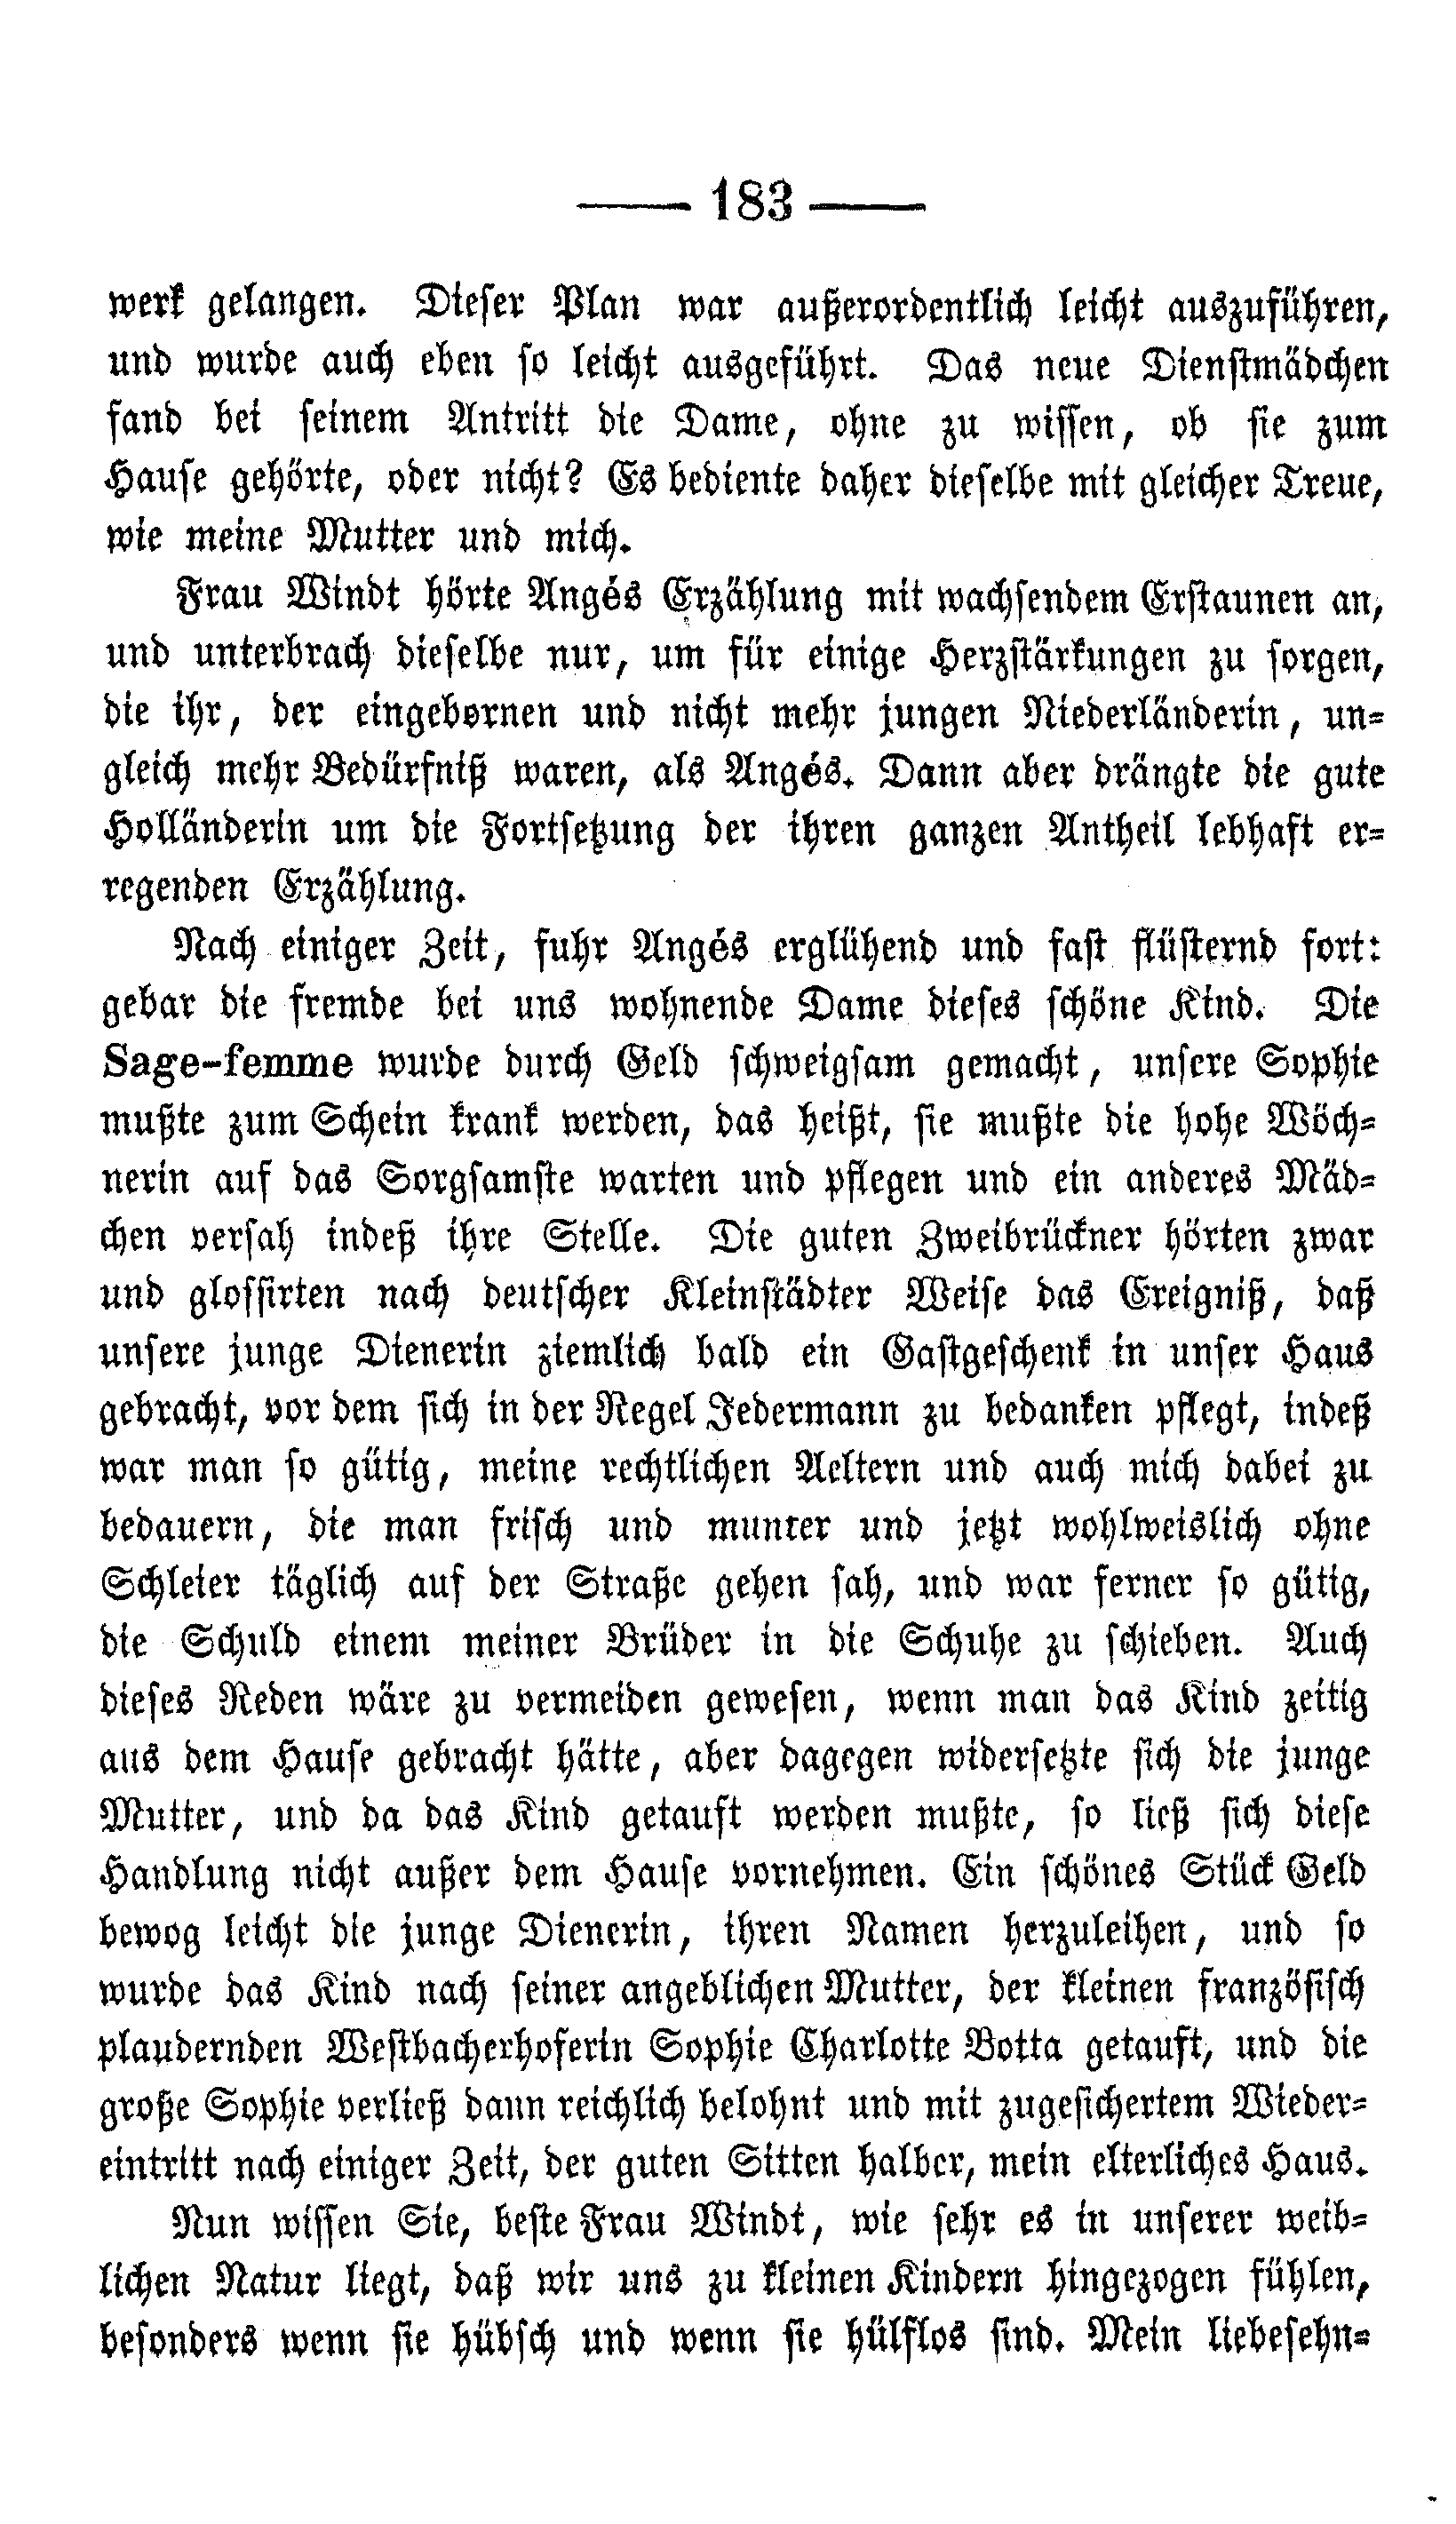 — 183 —
werk gelangen. Dieser Plan war außerordentlich leicht auszuführen,
und wurde auch eben so leicht ausgeführt. Das neue Dienstmädchen
fand bei seinem Antritt die Dame, ohne zu wissen, ob sie zum
Hause gehörte, oder nicht? Es bediente daher dieselbe mit gleicher Treue,
wie meine Mutter und mich.
Frau Windt hörte Angés Erzählung mit wachsendem Erstaunen an,
und unterbrach dieselbe nur, um für einige Herzstärkungen zu sorgen,
die ihr, der eingebornen und nicht mehr jungen Niederländerin, un-
gleich mehr Bedürfniß waren, als Angés. Dann aber drängte die gute
Holländerin um die Fortsetzung der ihren ganzen Antheil lebhaft er-
regenden Erzählung.
Nach einiger Zeit, fuhr Angés erglühend und fast flüsternd fort:
gebar die fremde bei uns wohnende Dame dieses schöne Kind. Die
Sage-femme wurde durch Geld schweigsam gemacht, unsere Sophie
mußte zum Schein krank werden, das heißt, sie mußte die hohe Wöch-
nerin auf das Sorgsamste warten und pflegen und ein anderes Mäd-
chen versah indeß ihre Stelle. Die guten Zweibrückner hörten zwar
und glossirten nach deutscher Kleinstädter Weise das Ereigniß, daß
unsere junge Dienerin ziemlich bald ein Gastgeschenk in unser Haus
gebracht, vor dem sich in der Regel Jedermann zu bedanken pflegt, indeß
war man so gütig, meine rechtlichen Aeltern und auch mich dabei zu
bedauern, die man frisch und munter und jetzt wohlweislich ohne
Schleier täglich auf der Straße gehen sah, und war ferner so gütig,
die Schuld einem meiner Brüder in die Schuhe zu schieben. Auch
dieses Reden wäre zu vermeiden gewesen, wenn man das Kind zeitig
aus dem Hause gebracht hätte, aber dagegen widersetzte sich die junge
Mutter, und da das Kind getauft werden mußte, so ließ sich diese
Handlung nicht außer dem Hause vornehmen. Ein schönes Stück Geld
bewog leicht die junge Dienerin, ihren Namen herzuleihen, und so
wurde das Kind nach seiner angeblichen Mutter, der kleinen französisch
plaudernden Westbacherhoferin Sophie Charlotte Botta getauft, und die
große Sophie verließ dann reichlich belohnt und mit zugesichertem Wieder-
eintritt nach einiger Zeit, der guten Sitten halber, mein elterliches Haus.
Nun wissen Sie, beste Frau Windt, wie sehr es in unserer weib-
lichen Natur liegt, daß wir uns zu kleinen Kindern hingezogen fühlen,
besonders wenn sie hübsch und wenn sie hülflos sind. Mein liebesehn-